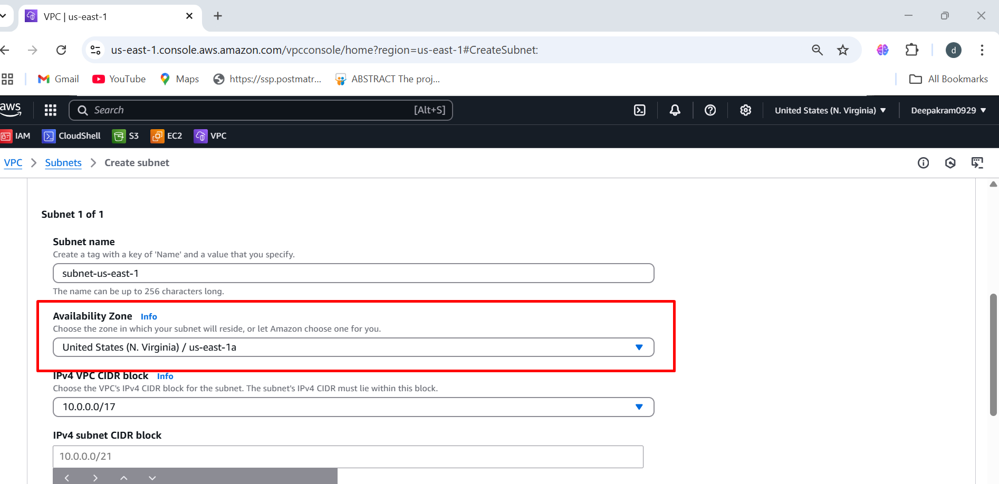 VPC | us-east-1
us-east-1.console.aws.amazon.com/vpcconsole/home?region=us-east-1#CreateSubnet:
d
Gmail YouTube Maps https://ssp.postmatr... ABSTRACT The proj... All Bookmarks
aws Search [Alt+S] United States (N. Virginia) Deepakram0929
IAM CloudShell S3 EC2 VPC
VPC Subnets Create subnet
Subnet 1 of 1
Subnet name
Create a tag with a key of 'Name' and a value that you specify.
subnet-us-east-1
The name can be up to 256 characters long.
Availability Zone Info
Choose the zone in which your subnet will reside, or let Amazon choose one for you.
United States (N. Virginia) / us-east-1a
IPv4 VPC CIDR block Info
Choose the VPC's IPv4 CIDR block for the subnet. The subnet's IPv4 CIDR must lie within this block.
10.0.0.0/17
IPv4 subnet CIDR block
10.0.0.0/21